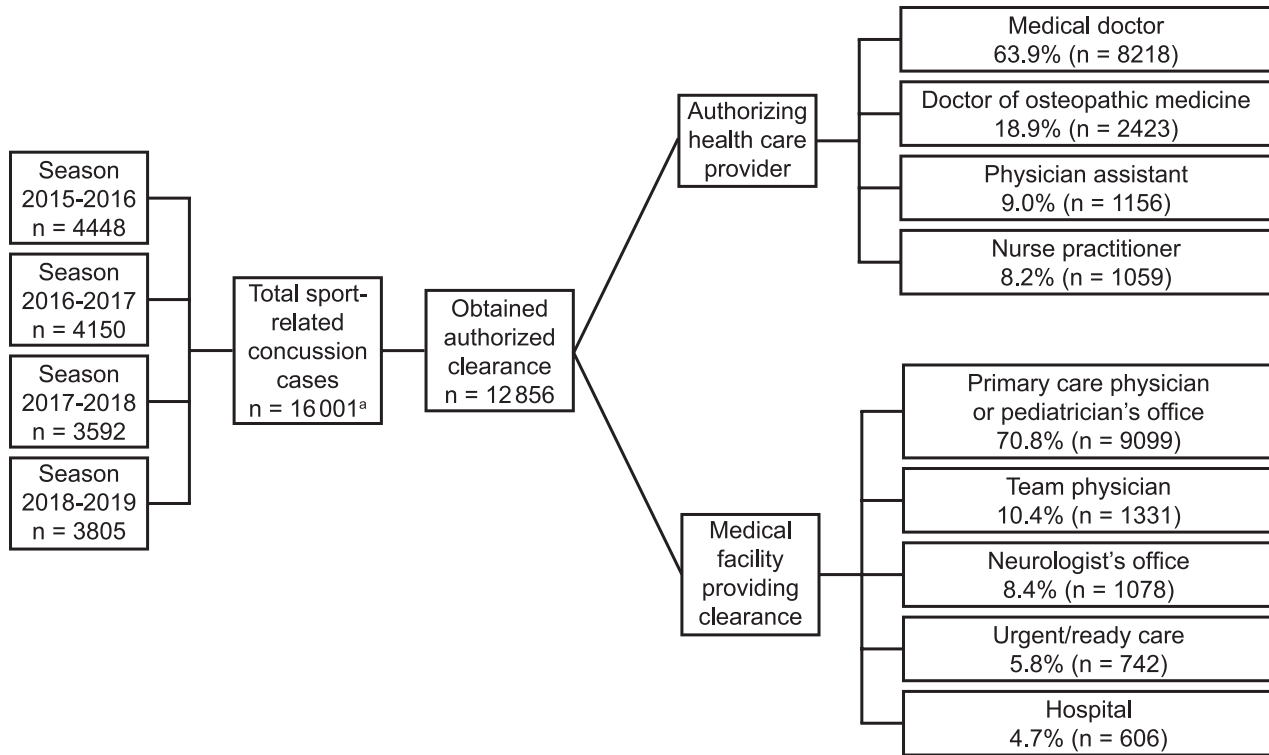 Season
2015-2016
n = 4448
Season
2016-2017
n = 4150
Season
2017-2018
n = 3592
Season
2018-2019
n = 3805
Total sport-
related
concussion
cases
n = 16 001ᵃ
Obtained
authorized
clearance
n = 12 856
Authorizing
health care
provider
Medical doctor
63.9% (n = 8218)
Doctor of osteopathic medicine
18.9% (n = 2423)
Physician assistant
9.0% (n = 1156)
Nurse practitioner
8.2% (n = 1059)
Medical
facility
providing
clearance
Primary care physician
or pediatrician's office
70.8% (n = 9099)
Team physician
10.4% (n = 1331)
Neurologist's office
8.4% (n = 1078)
Urgent/ready care
5.8% (n = 742)
Hospital
4.7% (n = 606)